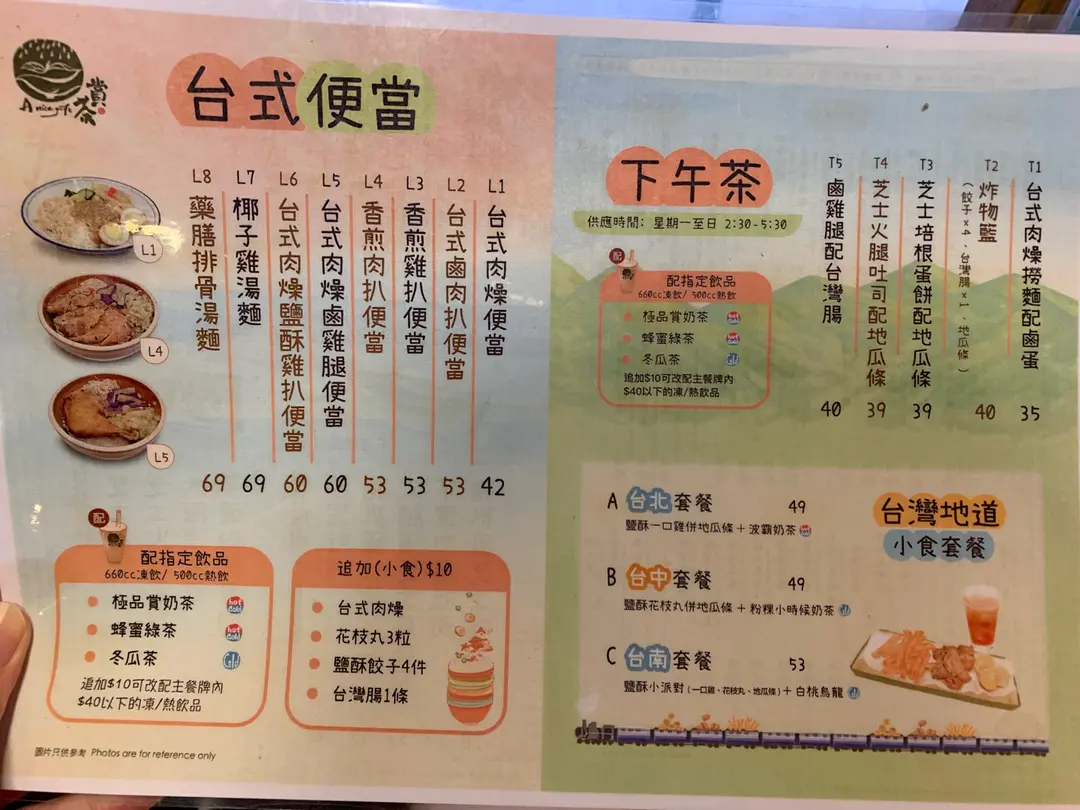 賞茶
台式便當
L1 台式肉燥便當 42
L2 台式鹵肉扒便當 53
L3 香煎雞扒便當 53
L4 香煎肉扒便當 53
L5 台式肉燥鹵雞腿便當 60
L6 台式肉燥鹽酥雞扒便當 60
L7 椰子雞湯麵 69
L8 藥膳排骨湯麵 69
L1
L4
L5
配
配指定飲品
660cc凍飲/500cc熱飲
極品賞奶茶 hot cold
蜂蜜綠茶 hot cold
冬瓜茶
追加$10可改配主餐牌內
$40以下的凍/熱飲品
追加(小食)$10
台式肉燥
花枝丸3粒
鹽酥餃子4件
台灣腸1條
圖片只供參考 Photos are for reference only
下午茶
供應時間: 星期一至日 2:30-5:30
T1 台式肉燥撈麵配鹵蛋 35
T2 炸物籃 (餃子×4、台灣腸×1、地瓜條) 40
T3 芝士培根蛋餅配地瓜條 39
T4 芝士火腿吐司配地瓜條 39
T5 鹵雞腿配台灣腸 40
配
配指定飲品
660cc凍飲/500cc熱飲
極品賞奶茶
蜂蜜綠茶
冬瓜茶
追加$10可改配主餐牌內
$40以下的凍/熱飲品
台灣地道
小食套餐
A 台北套餐 49
鹽酥一口雞併地瓜條+波霸奶茶
B 台中套餐 49
鹽酥花枝丸併地瓜條+粉粿小時候奶茶
C 台南套餐 53
鹽酥小派對(一口雞、花枝丸、地瓜條)+白桃烏龍